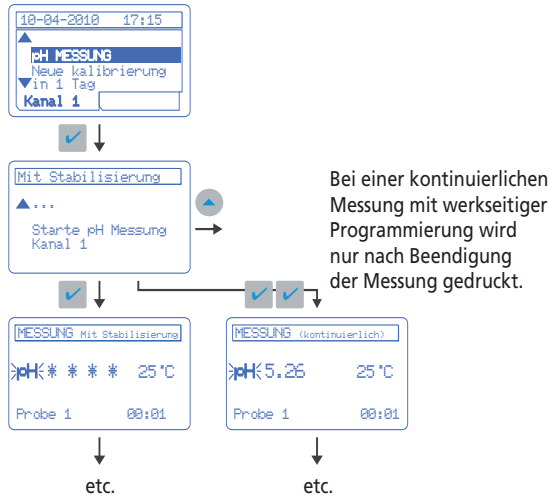 10-04-2010 17:15
pH MESSUNG
Neue kalibrierung
in 1 Tag
Kanal 1
Mit Stabilisierung
...
Starte pH Messung
Kanal 1
Bei einer kontinuierlichen
Messung mit werkseitiger
Programmierung wird
nur nach Beendigung
der Messung gedruckt.
MESSUNG Mit Stabilisierung
pH * * * * 25°C
Probe 1 00:01
etc.
MESSUNG (kontinuierlich)
pH 5.26 25°C
Probe 1 00:01
etc.